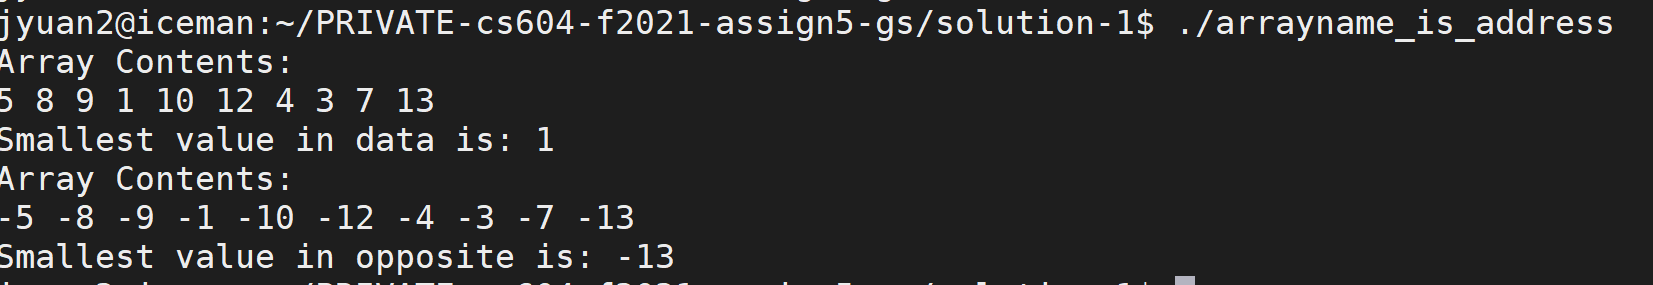 jyuan2@iceman:~/PRIVATE-cs604-f2021-assign5-gs/solution-1$ ./arrayname_is_address
Array Contents:
5 8 9 1 10 12 4 3 7 13
Smallest value in data is: 1
Array Contents:
-5 -8 -9 -1 -10 -12 -4 -3 -7 -13
Smallest value in opposite is: -13